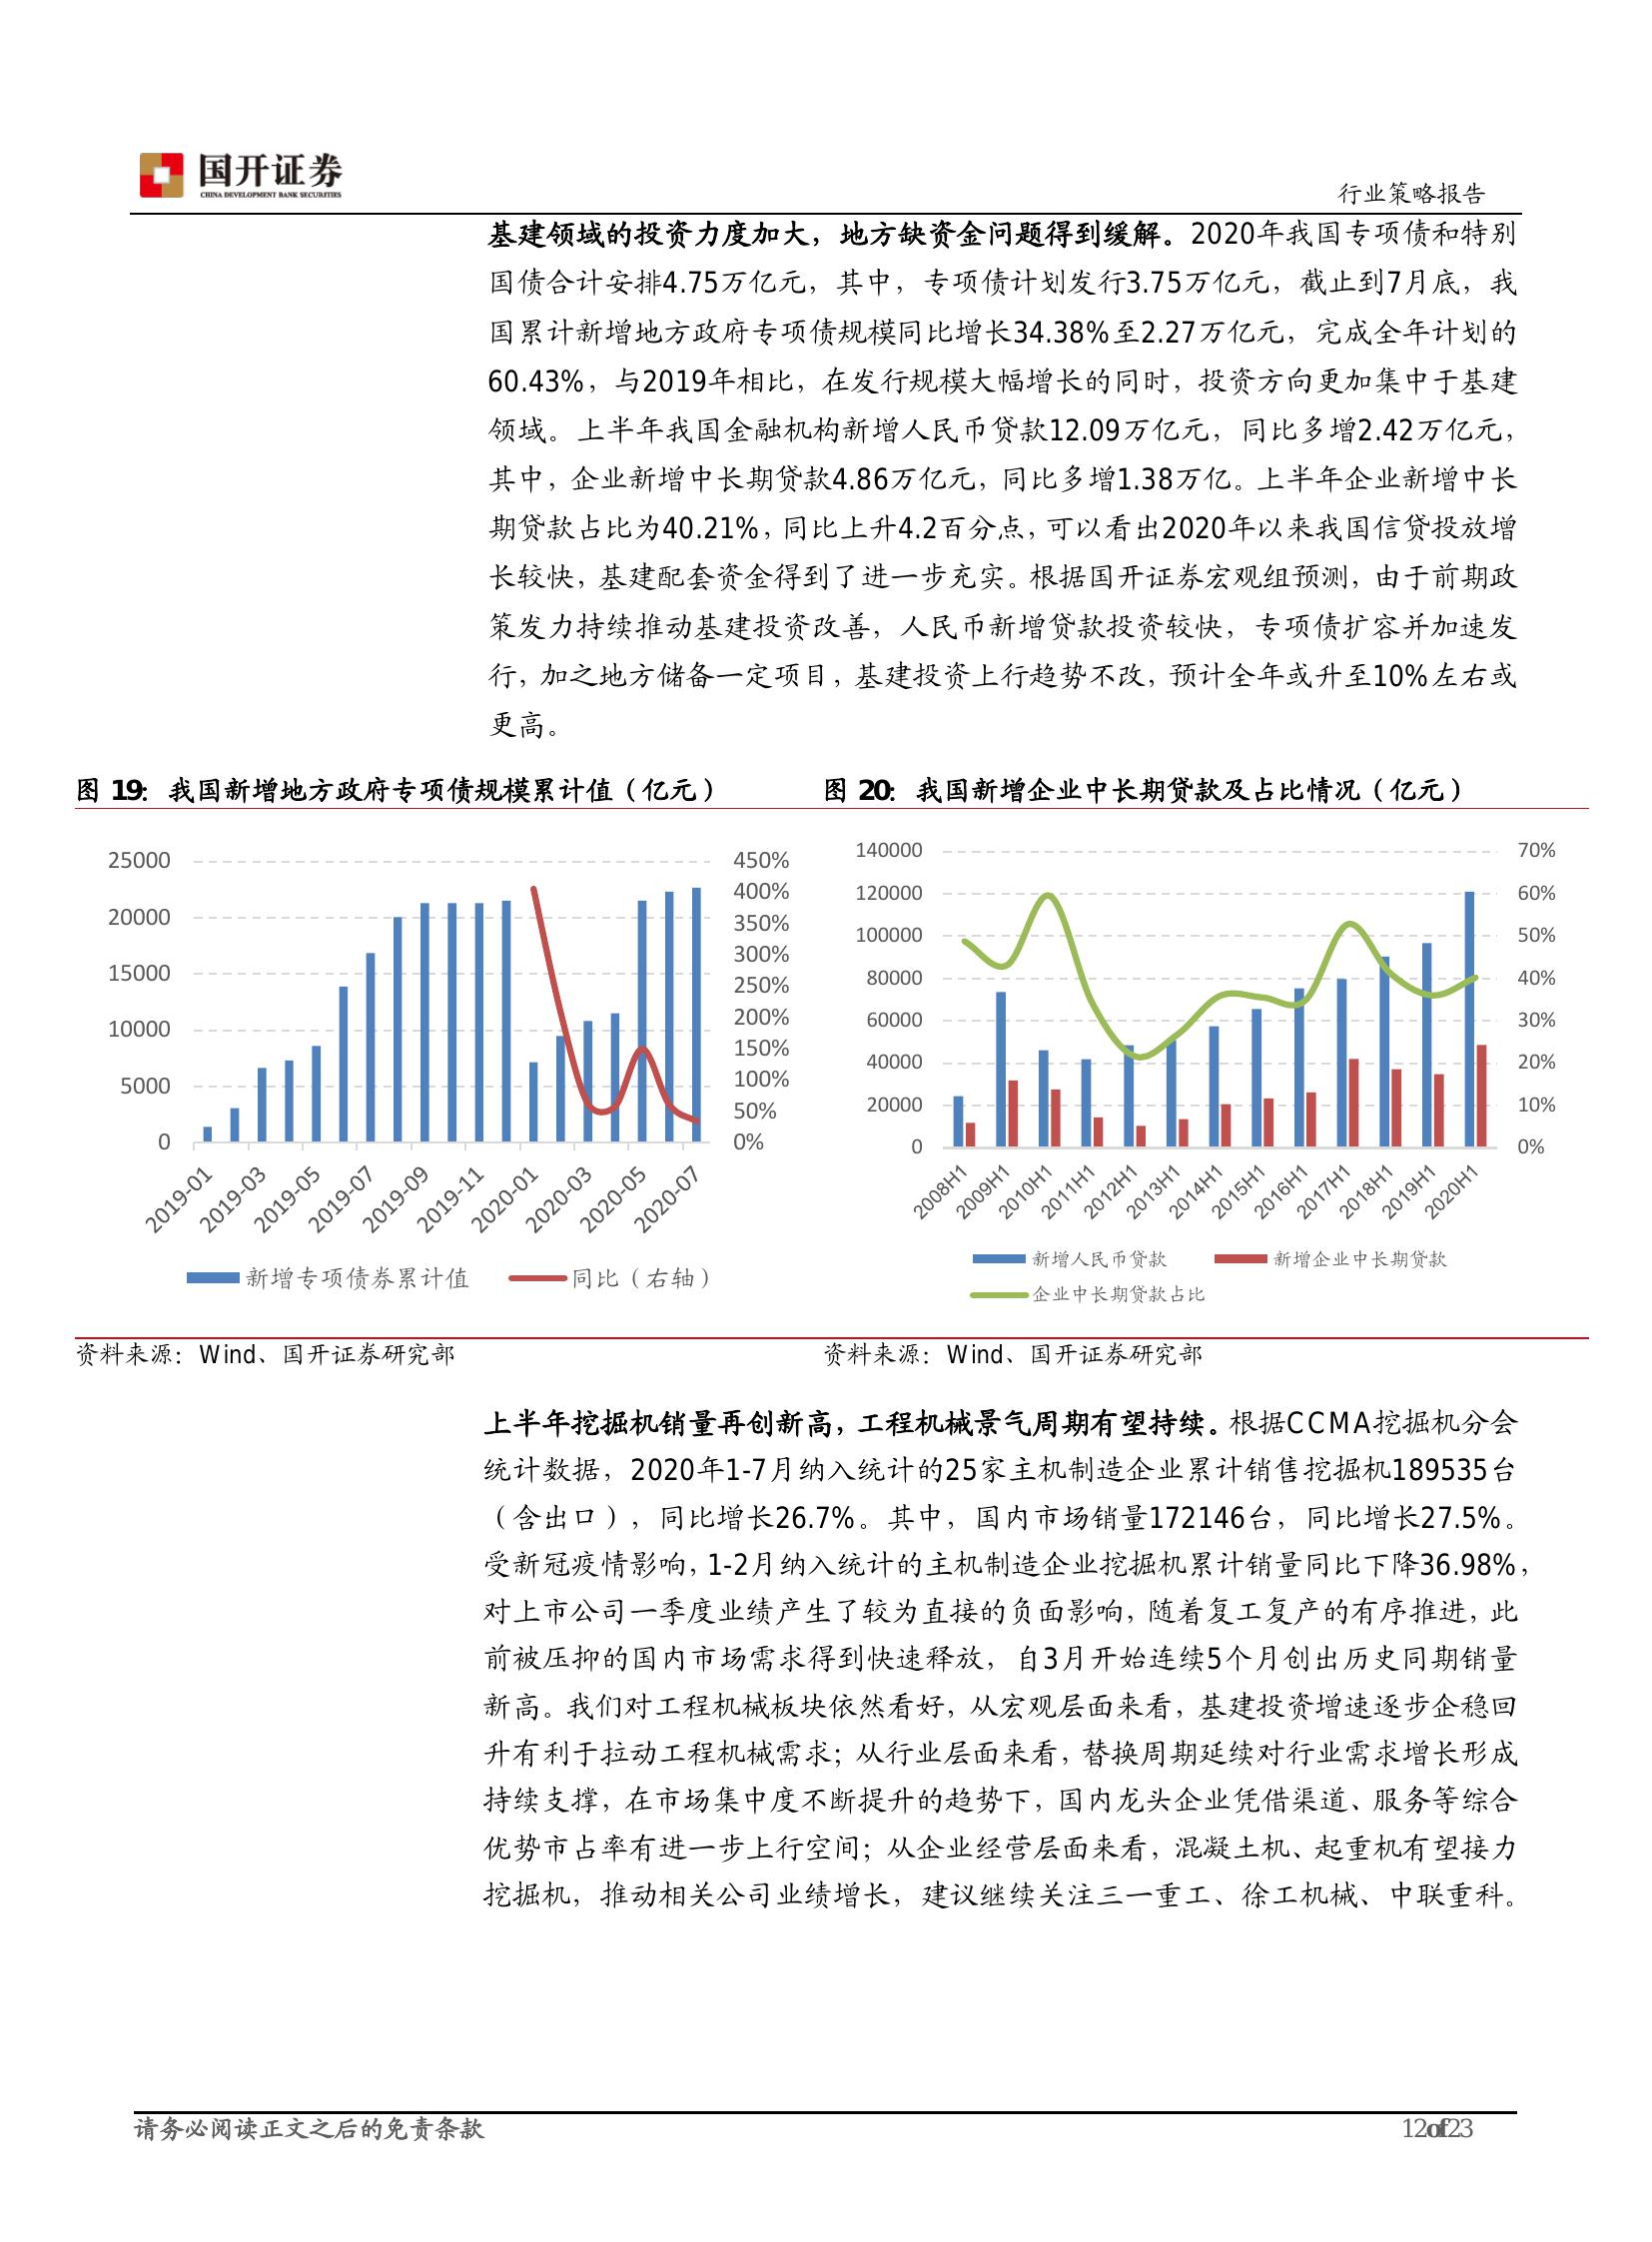 国开证券
CHINA DEVELOPMENT BANK SECURITIES
行业策略报告
基建领域的投资力度加大，地方缺资金问题得到缓解。2020年我国专项债和特别
国债合计安排4.75万亿元，其中，专项债计划发行3.75万亿元，截止到7月底，我
国累计新增地方政府专项债规模同比增长34.38%至2.27万亿元，完成全年计划的
60.43%，与2019年相比，在发行规模大幅增长的同时，投资方向更加集中于基建
领域。上半年我国金融机构新增人民币贷款12.09万亿元，同比多增2.42万亿元，
其中，企业新增中长期贷款4.86万亿元，同比多增1.38万亿。上半年企业新增中长
期贷款占比为40.21%，同比上升4.2百分点，可以看出2020年以来我国信贷投放增
长较快，基建配套资金得到了进一步充实。根据国开证券宏观组预测，由于前期政
策发力持续推动基建投资改善，人民币新增贷款投资较快，专项债扩容并加速发
行，加之地方储备一定项目，基建投资上行趋势不改，预计全年或升至10%左右或
更高。
图 19：我国新增地方政府专项债规模累计值（亿元）
25000
20000
15000
10000
5000
0
450%
400%
350%
300%
250%
200%
150%
100%
50%
0%
2019-01
2019-03
2019-05
2019-07
2019-09
2019-11
2020-01
2020-03
2020-05
2020-07
新增专项债券累计值
同比（右轴）
资料来源：Wind、国开证券研究部
图 20：我国新增企业中长期贷款及占比情况（亿元）
140000
120000
100000
80000
60000
40000
20000
0
70%
60%
50%
40%
30%
20%
10%
0%
2008H1
2009H1
2010H1
2011H1
2012H1
2013H1
2014H1
2015H1
2016H1
2017H1
2018H1
2019H1
2020H1
新增人民币贷款
新增企业中长期贷款
企业中长期贷款占比
资料来源：Wind、国开证券研究部
上半年挖掘机销量再创新高，工程机械景气周期有望持续。根据CCMA挖掘机分会
统计数据，2020年1-7月纳入统计的25家主机制造企业累计销售挖掘机189535台
（含出口），同比增长26.7%。其中，国内市场销量172146台，同比增长27.5%。
受新冠疫情影响，1-2月纳入统计的主机制造企业挖掘机累计销量同比下降36.98%，
对上市公司一季度业绩产生了较为直接的负面影响，随着复工复产的有序推进，此
前被压抑的国内市场需求得到快速释放，自3月开始连续5个月创出历史同期销量
新高。我们对工程机械板块依然看好，从宏观层面来看，基建投资增速逐步企稳回
升有利于拉动工程机械需求；从行业层面来看，替换周期延续对行业需求增长形成
持续支撑，在市场集中度不断提升的趋势下，国内龙头企业凭借渠道、服务等综合
优势市占率有进一步上行空间；从企业经营层面来看，混凝土机、起重机有望接力
挖掘机，推动相关公司业绩增长，建议继续关注三一重工、徐工机械、中联重科。
请务必阅读正文之后的免责条款
12of23